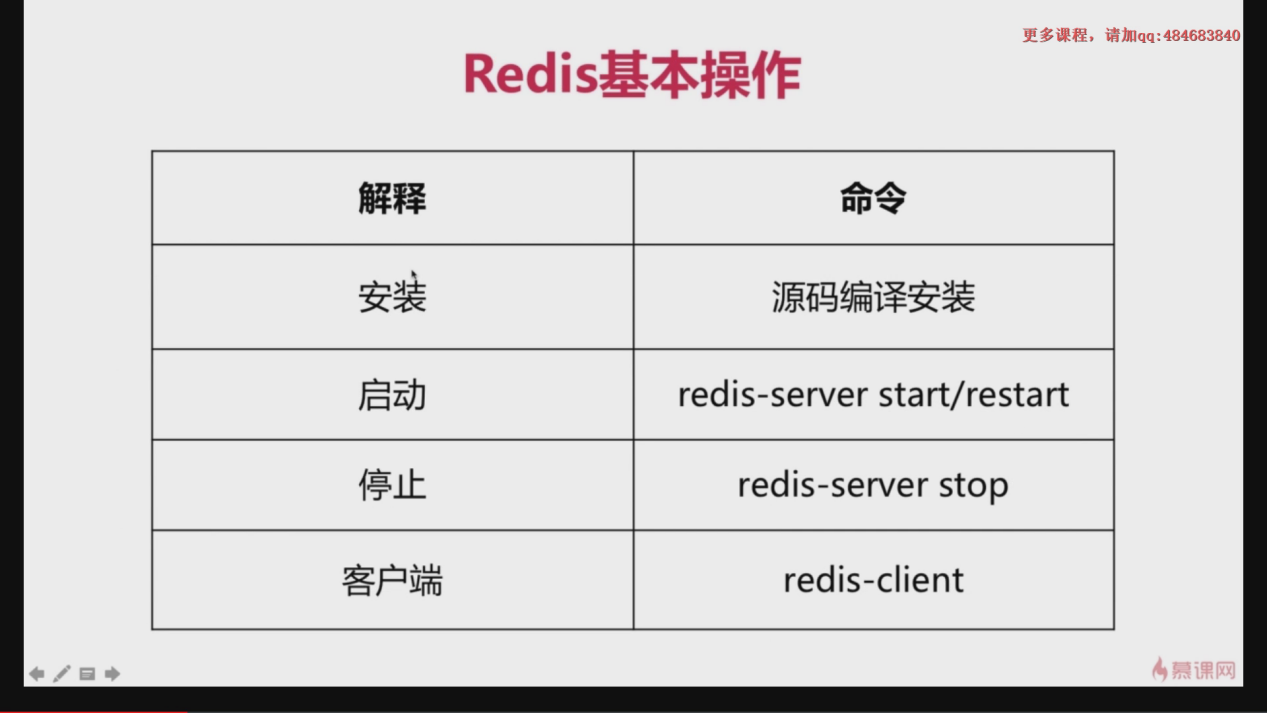 更多课程，请加qq:484683840
Redis基本操作
解释 命令
安装 源码编译安装
启动 redis-server start/restart
停止 redis-server stop
客户端 redis-client
慕课网